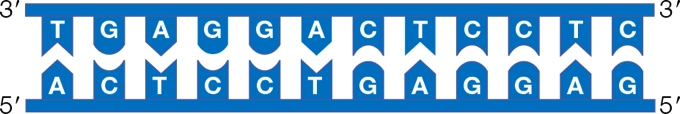 3′ T G A G G A C T C C T C 3′
5′ A C T C C T G A G G A G 5′